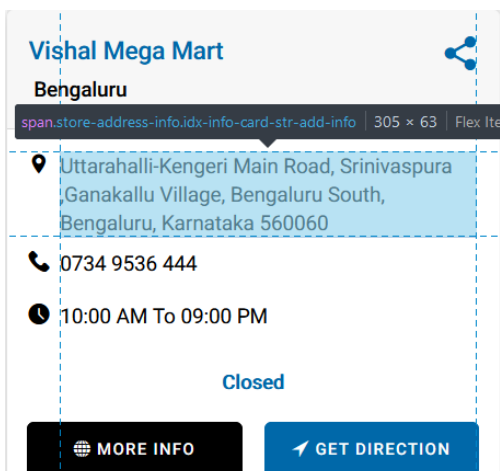 Vishal Mega Mart
Bengaluru
span.store-address-info.idx-info-card-str-add-info 305 × 63 Flex Ite
Uttarahalli-Kengeri Main Road, Srinivaspura
,Ganakallu Village, Bengaluru South,
Bengaluru, Karnataka 560060
0734 9536 444
10:00 AM To 09:00 PM
Closed
MORE INFO
GET DIRECTION